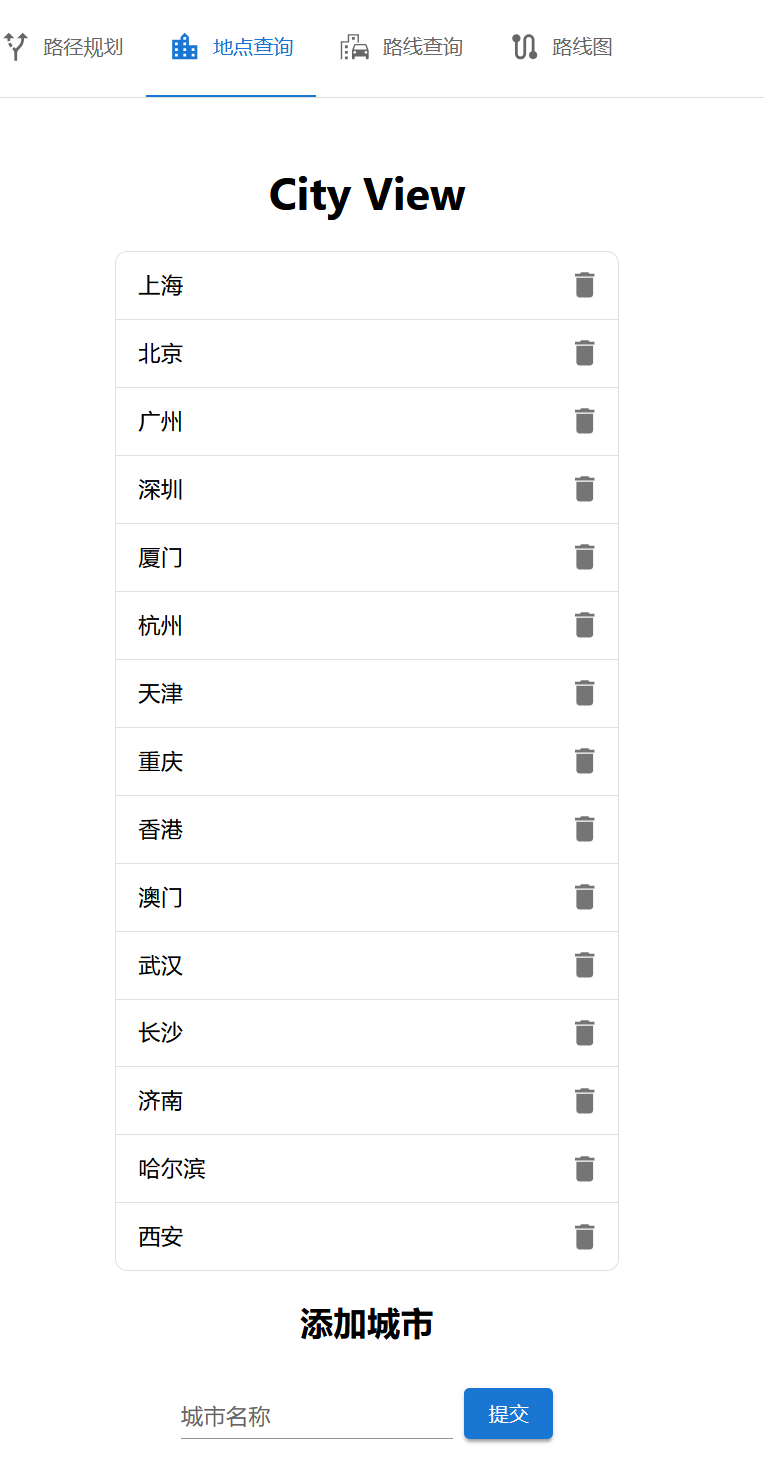 路径规划 地点查询 路线查询 路线图
City View
上海
北京
广州
深圳
厦门
杭州
天津
重庆
香港
澳门
武汉
长沙
济南
哈尔滨
西安
添加城市
城市名称 提交